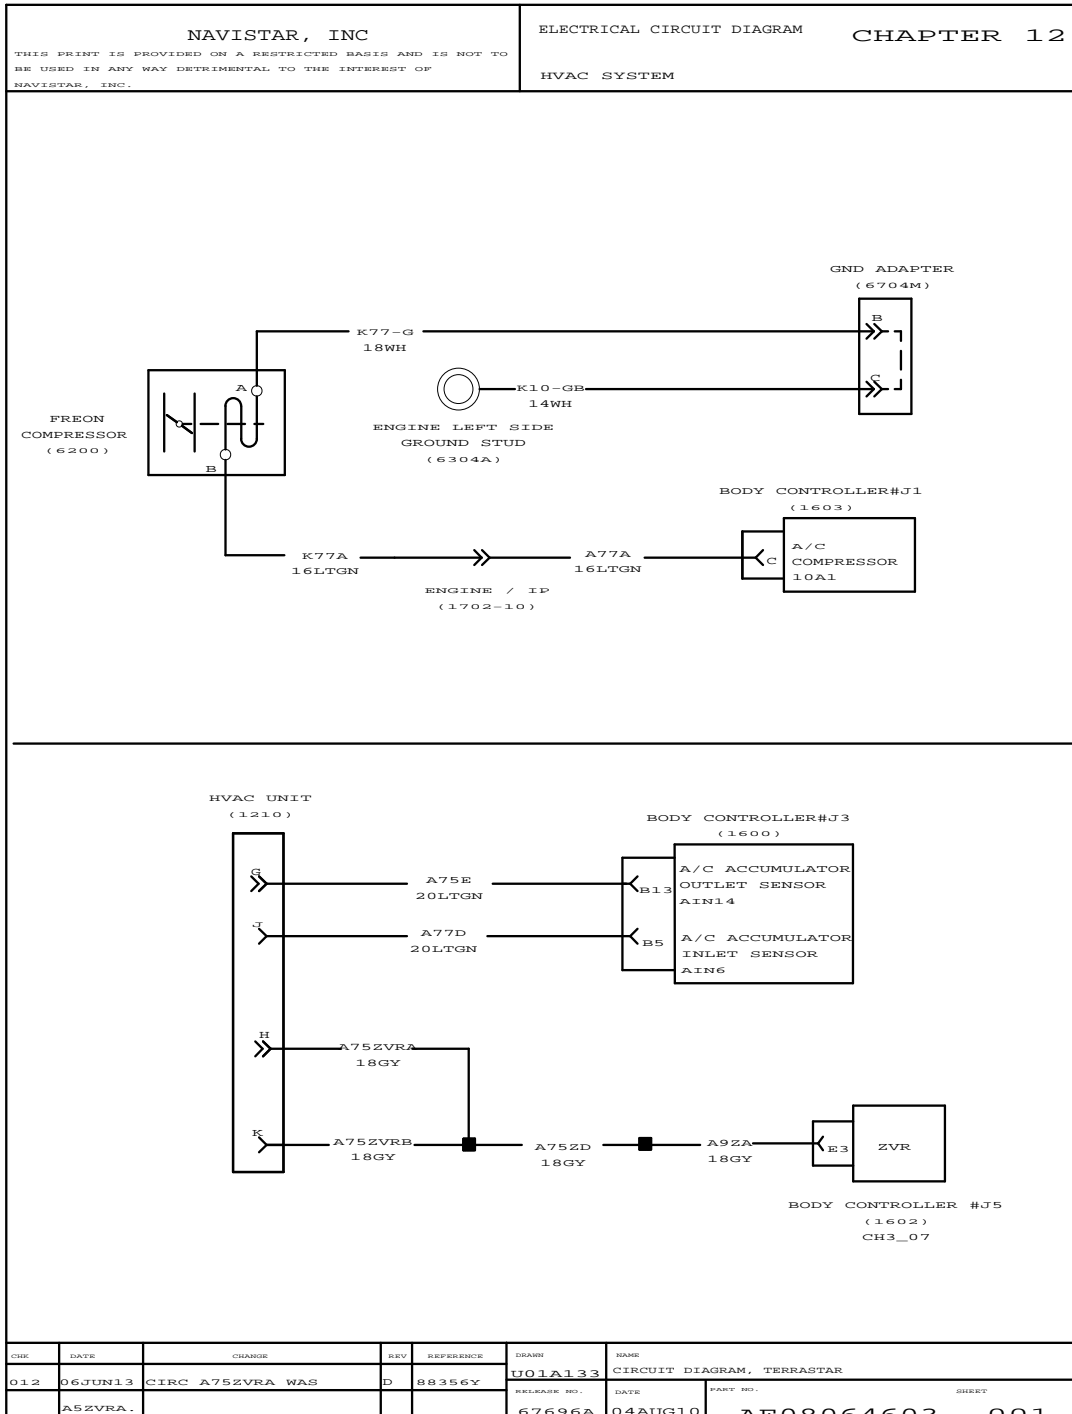 NAVISTAR, INC
THIS PRINT IS PROVIDED ON A RESTRICTED BASIS AND IS NOT TO
BE USED IN ANY WAY DETRIMENTAL TO THE INTEREST OF
NAVISTAR, INC.
ELECTRICAL CIRCUIT DIAGRAM
CHAPTER 12
HVAC SYSTEM
GND ADAPTER
(6704M)
B
K77-G
18WH
C
K10-GB
14WH
A
FREON
COMPRESSOR
(6200)
B
ENGINE LEFT SIDE
GROUND STUD
(6304A)
BODY CONTROLLER#J1
(1603)
K77A
16LTGN
A77A
16LTGN
C
A/C
COMPRESSOR
10A1
ENGINE / IP
(1702-10)
HVAC UNIT
(1210)
BODY CONTROLLER#J3
(1600)
G
A75E
20LTGN
B13
A/C ACCUMULATOR
OUTLET SENSOR
AIN14
J
A77D
20LTGN
B5
A/C ACCUMULATOR
INLET SENSOR
AIN6
H
A75ZVRA
18GY
K
A75ZVRB
18GY
A75ZD
18GY
A9ZA
18GY
E3
ZVR
BODY CONTROLLER #J5
(1602)
CH3_07
CHK DATE CHANGE REV REFERENCE
012 06JUN13 CIRC A75ZVRA WAS D 88356Y
A5ZVRA.
DRAWN
U01A133
NAME
CIRCUIT DIAGRAM, TERRASTAR
RELEASE NO.
67696A
DATE
04AUG10
PART NO.
SHEET
AE08064603 001